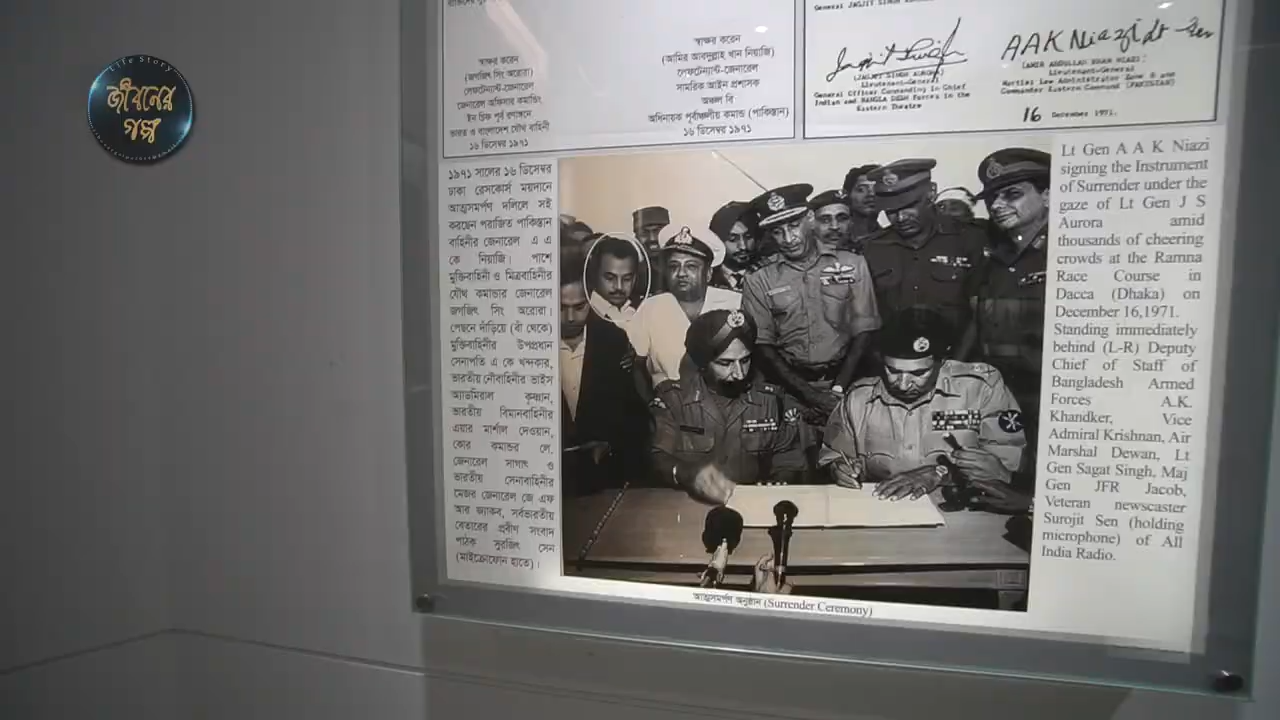 Life Story
জীবনের
গল্প
স্বাক্ষর করেন
(জগজিৎ সিং অরোরা)
লেফটেন্যান্ট-জেনারেল
জেনারেল অফিসার কমান্ডিং
ইন চিফ পূর্ব রণাঙ্গনে
ভারত ও বাংলাদেশ যৌথ বাহিনী
১৬ ডিসেম্বর ১৯৭১
স্বাক্ষর করেন
(আমির আবদুল্লাহ খান নিয়াজি)
লেফটেন্যান্ট-জেনারেল
সামরিক আইন প্রশাসক
অঞ্চল বি
অধিনায়ক পূর্বাঞ্চলীয় কমান্ড (পাকিস্তান)
১৬ ডিসেম্বর ১৯৭১
General JAGJIT SINGH
(JAGJIT SINGH AURORA)
Lieutenant-General
General Officer Commanding in Chief
Indian and BANGLA DESH Forces in the
Eastern Theatre
AAK Niazi Lt Gen
(AMIR ABDULLAH KHAN NIAZI)
Lieutenant-General
Martial Law Administrator Zone B and
Commander Eastern Command (PAKISTAN)
16 December 1971.
১৯৭১ সালের ১৬ ডিসেম্বর
ঢাকা রেসকোর্স ময়দানে
আত্মসমর্পণ দলিলে সই
করছেন পরাজিত পাকিস্তান
বাহিনীর জেনারেল এ এ
কে নিয়াজি। পাশে
মুক্তিবাহিনী ও মিত্রবাহিনীর
যৌথ কমান্ডার জেনারেল
জগজিৎ সিং অরোরা।
পেছনে দাঁড়িয়ে (বাঁ থেকে)
মুক্তিবাহিনীর উপপ্রধান
সেনাপতি এ কে খন্দকার,
ভারতীয় নৌবাহিনীর ভাইস
অ্যাডমিরাল কৃষ্ণান,
ভারতীয় বিমানবাহিনীর
এয়ার মার্শাল দেওয়ান,
কোর কমান্ডার লে.
জেনারেল সাগাৎ ও
ভারতীয় সেনাবাহিনীর
মেজর জেনারেল জে এফ
আর জ্যাকব, সর্বভারতীয়
বেতারের প্রবীণ সংবাদ
পাঠক সুরজিৎ সেন
(মাইক্রোফোন হাতে)।
Lt Gen A A K Niazi
signing the Instrument
of Surrender under the
gaze of Lt Gen J S
Aurora amid
thousands of cheering
crowds at the Ramna
Race Course in
Dacca (Dhaka) on
December 16,1971.
Standing immediately
behind (L-R) Deputy
Chief of Staff of
Bangladesh Armed
Forces A.K.
Khandker, Vice
Admiral Krishnan, Air
Marshal Dewan, Lt
Gen Sagat Singh, Maj
Gen JFR Jacob,
Veteran newscaster
Surojit Sen (holding
microphone) of All
India Radio.
আত্মসমর্পণ অনুষ্ঠান (Surrender Ceremony)